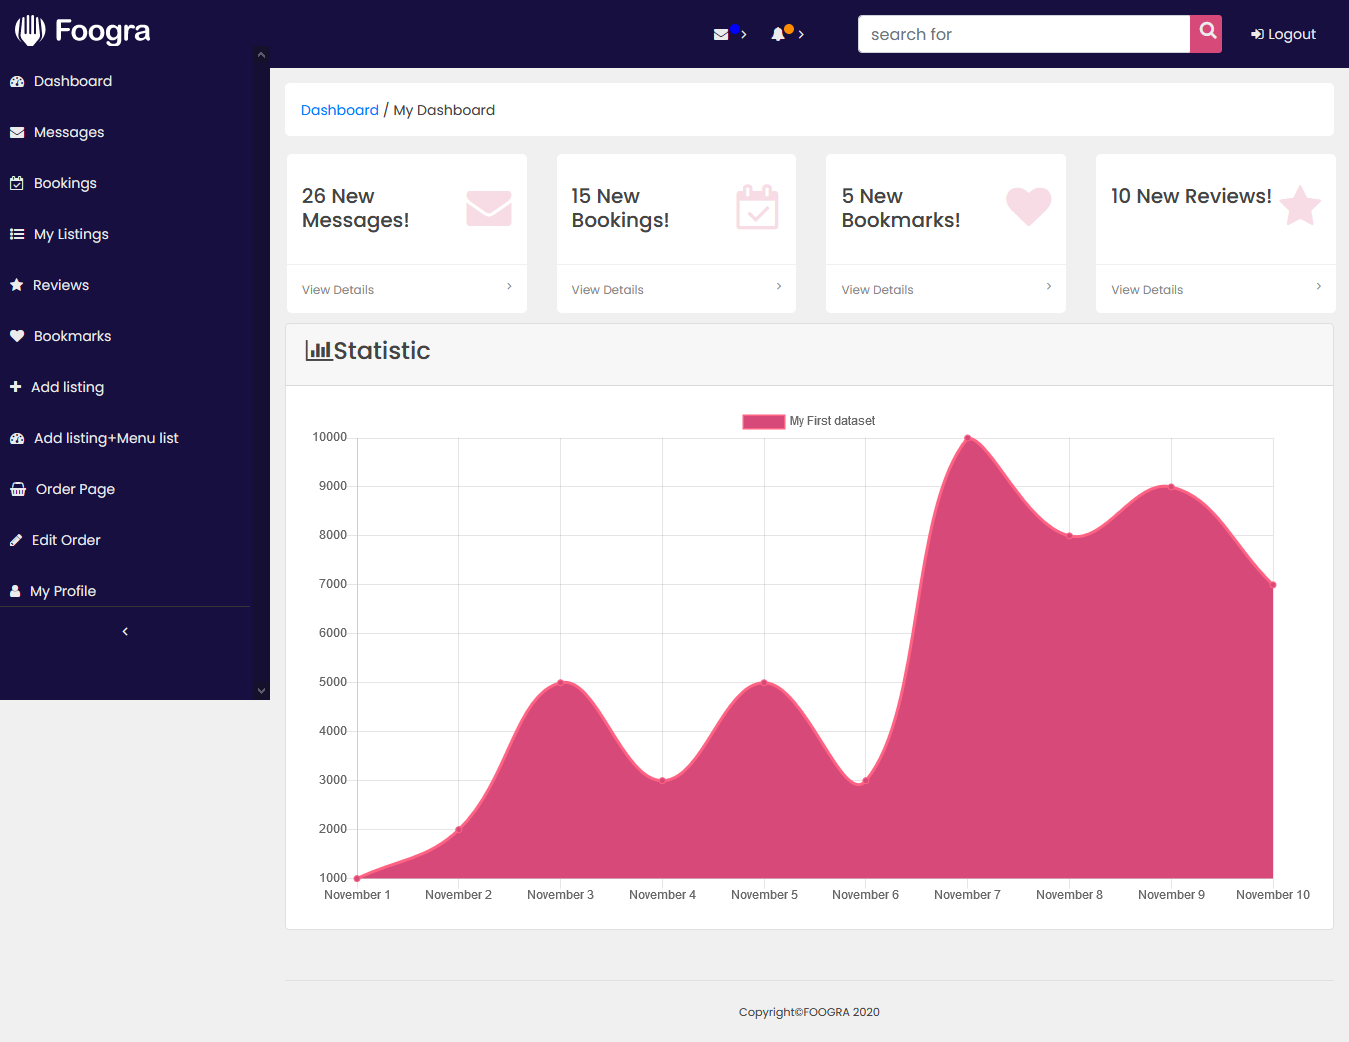 Foogra
search for
Logout
Dashboard
Messages
Bookings
My Listings
Reviews
Bookmarks
Add listing
Add listing+Menu list
Order Page
Edit Order
My Profile
Dashboard / My Dashboard
26 New
Messages!
View Details
15 New
Bookings!
View Details
5 New
Bookmarks!
View Details
10 New Reviews!
View Details
Statistic
My First dataset
10000
9000
8000
7000
6000
5000
4000
3000
2000
1000
November 1
November 2
November 3
November 4
November 5
November 6
November 7
November 8
November 9
November 10
Copyright©FOOGRA 2020